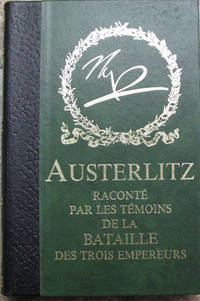 AUSTERLITZ
RACONTÉ
PAR LES TÉMOINS
DE LA
BATAILLE
DES TROIS EMPEREURS